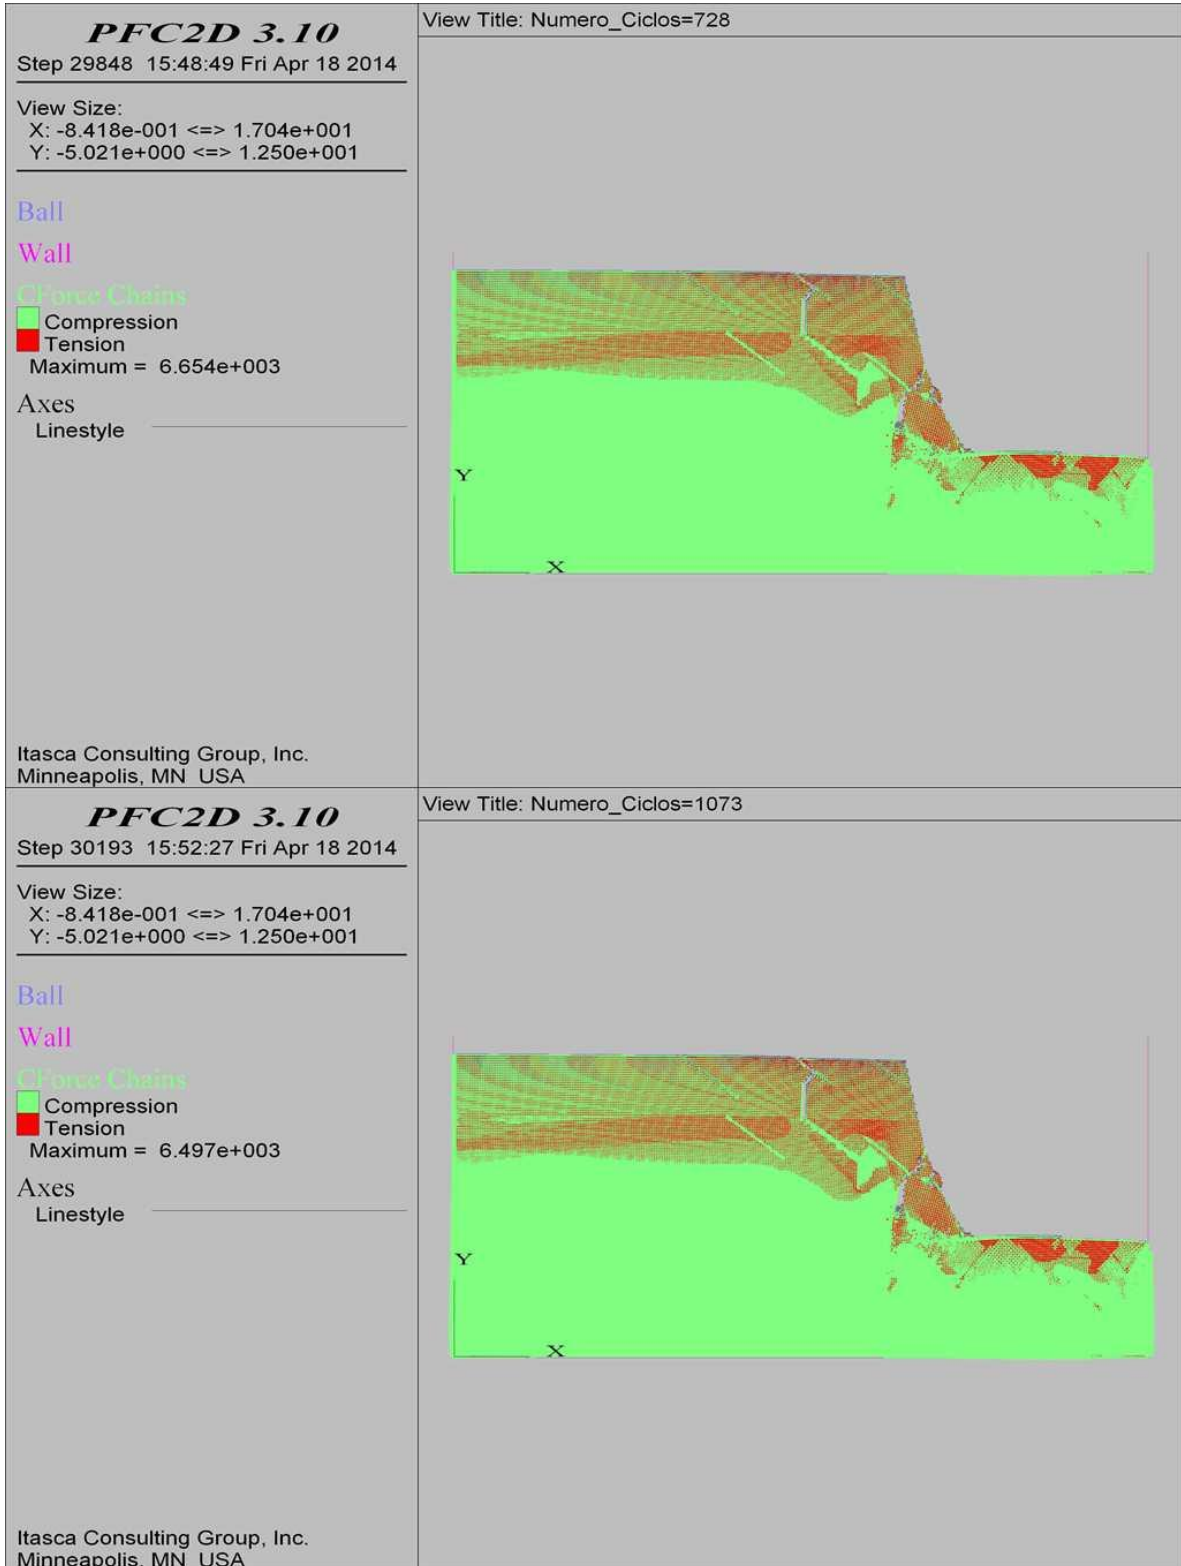 PFC2D 3.10
Step 29848 15:48:49 Fri Apr 18 2014
View Size:
X: -8.418e-001 <=> 1.704e+001
Y: -5.021e+000 <=> 1.250e+001
Ball
Wall
CForce Chains
Compression
Tension
Maximum = 6.654e+003
Axes
Linestyle
Itasca Consulting Group, Inc.
Minneapolis, MN USA
View Title: Numero_Ciclos=728
Y
X
PFC2D 3.10
Step 30193 15:52:27 Fri Apr 18 2014
View Size:
X: -8.418e-001 <=> 1.704e+001
Y: -5.021e+000 <=> 1.250e+001
Ball
Wall
CForce Chains
Compression
Tension
Maximum = 6.497e+003
Axes
Linestyle
Itasca Consulting Group, Inc.
Minneapolis, MN USA
View Title: Numero_Ciclos=1073
Y
X